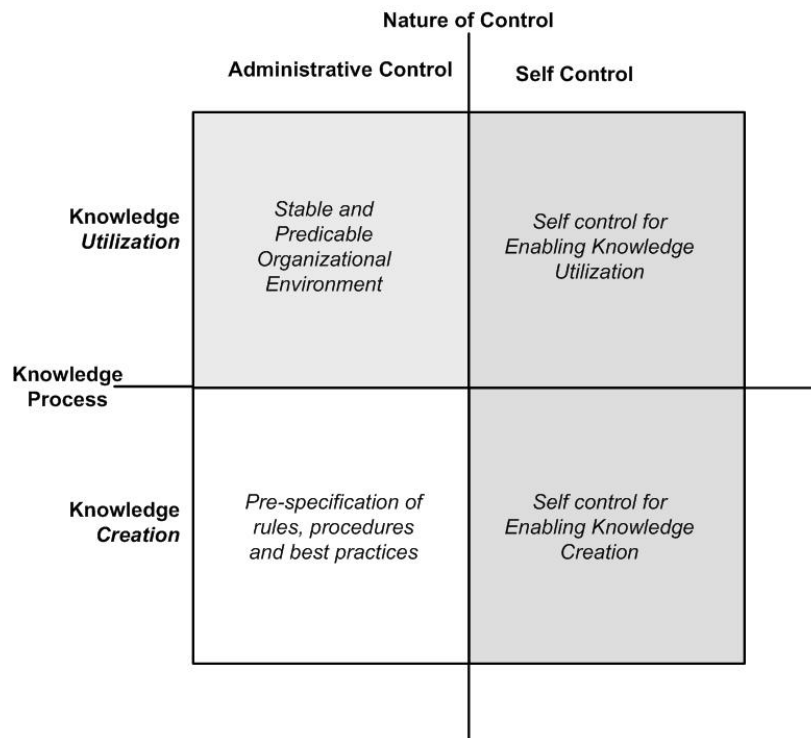 Nature of Control
Administrative Control
Self Control
Knowledge
Utilization
Stable and
Predicable
Organizational
Environment
Self control for
Enabling Knowledge
Utilization
Knowledge
Process
Knowledge
Creation
Pre-specification of
rules, procedures
and best practices
Self control for
Enabling Knowledge
Creation